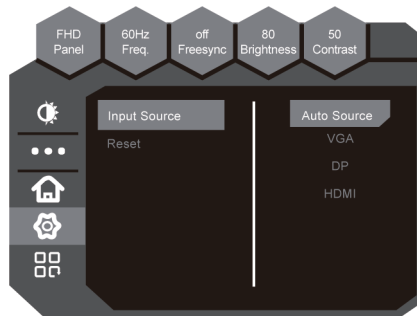 FHD
Panel
60Hz
Freq.
off
Freesync
80
Brightness
50
Contrast
Input Source
Reset
Auto Source
VGA
DP
HDMI